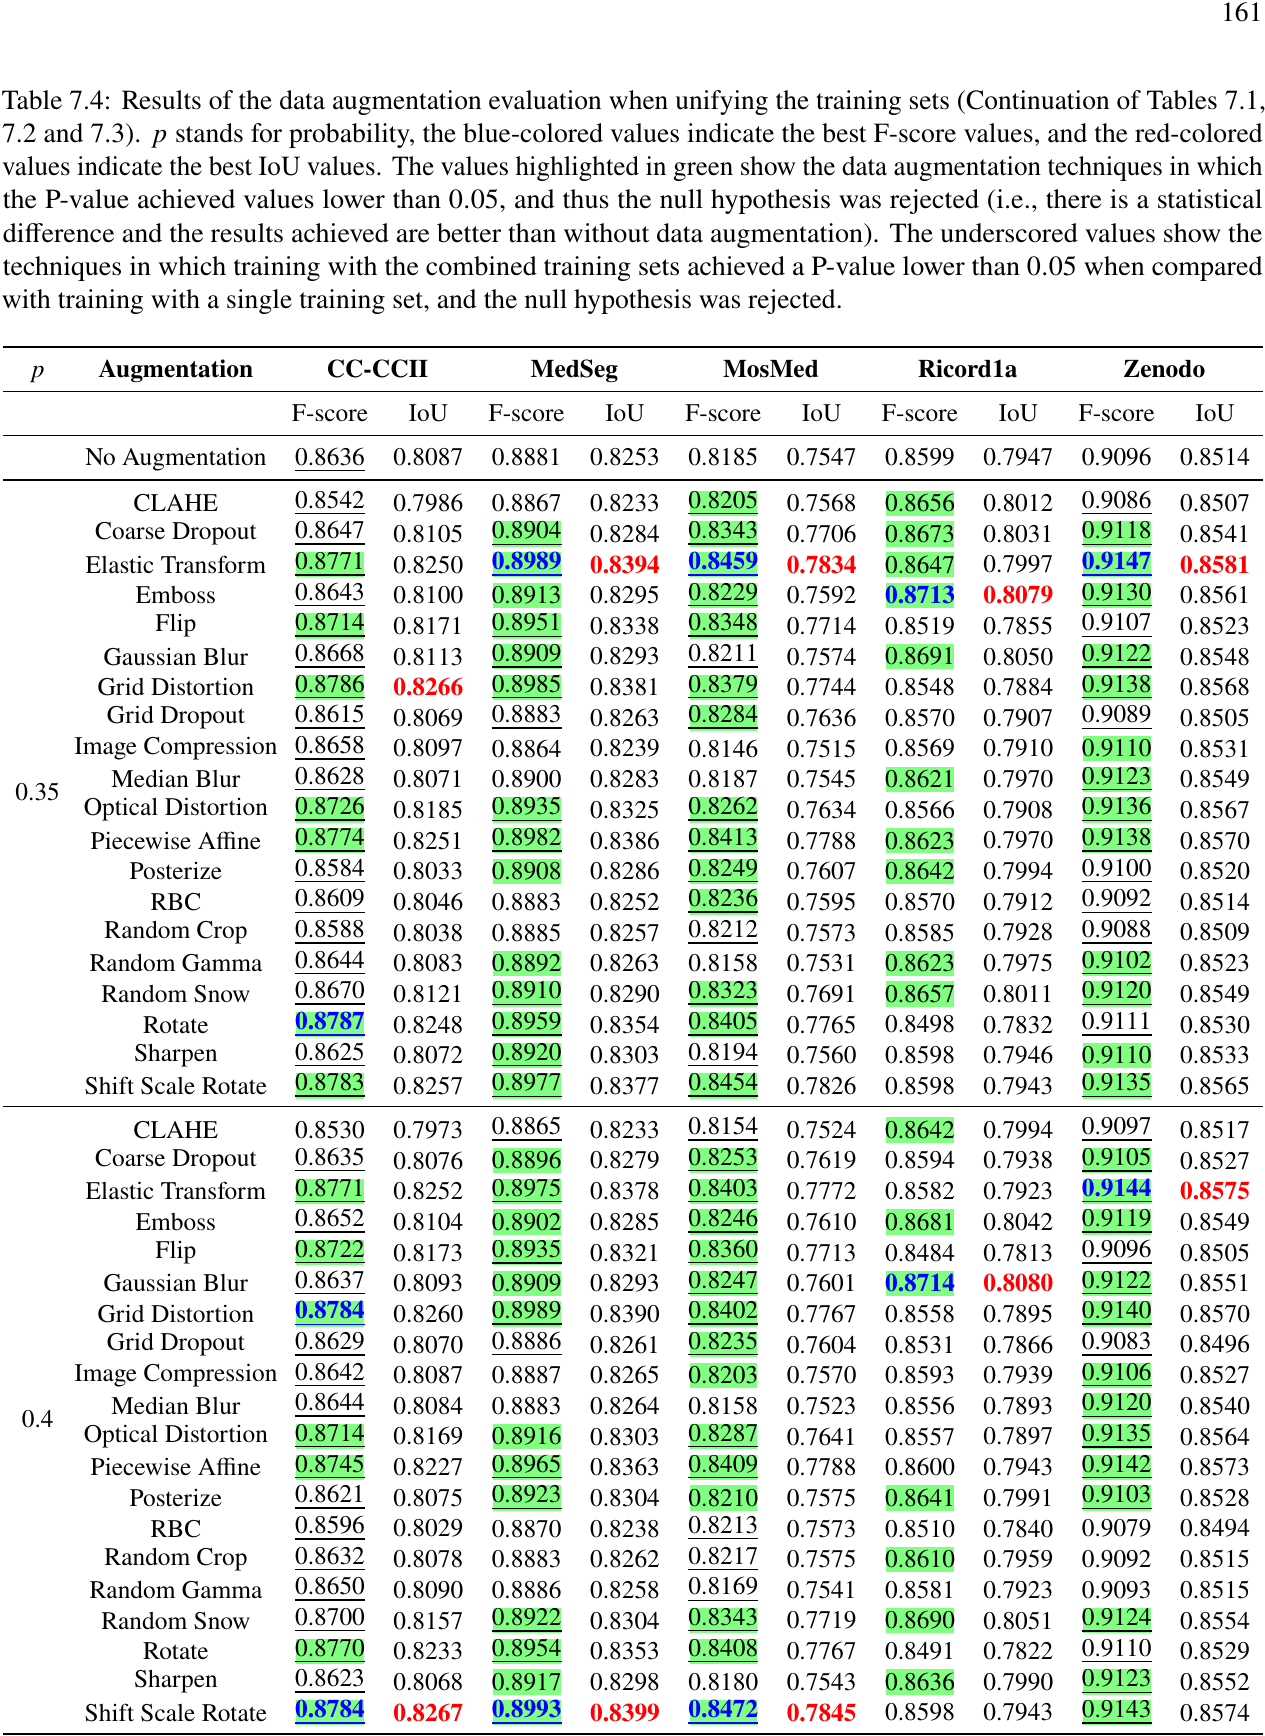 161
Table 7.4: Results of the data augmentation evaluation when unifying the training sets (Continuation of Tables 7.1,
7.2 and 7.3). p stands for probability, the blue-colored values indicate the best F-score values, and the red-colored
values indicate the best IoU values. The values highlighted in green show the data augmentation techniques in which
the P-value achieved values lower than 0.05, and thus the null hypothesis was rejected (i.e., there is a statistical
difference and the results achieved are better than without data augmentation). The underscored values show the
techniques in which training with the combined training sets achieved a P-value lower than 0.05 when compared
with training with a single training set, and the null hypothesis was rejected.
p Augmentation CC-CCII MedSeg MosMed Ricord1a Zenodo
F-score IoU F-score IoU F-score IoU F-score IoU F-score IoU
No Augmentation 0.8636 0.8087 0.8881 0.8253 0.8185 0.7547 0.8599 0.7947 0.9096 0.8514
CLAHE 0.8542 0.7986 0.8867 0.8233 0.8205 0.7568 0.8656 0.8012 0.9086 0.8507
Coarse Dropout 0.8647 0.8105 0.8904 0.8284 0.8343 0.7706 0.8673 0.8031 0.9118 0.8541
Elastic Transform 0.8771 0.8250 0.8989 0.8394 0.8459 0.7834 0.8647 0.7997 0.9147 0.8581
Emboss 0.8643 0.8100 0.8913 0.8295 0.8229 0.7592 0.8713 0.8079 0.9130 0.8561
Flip 0.8714 0.8171 0.8951 0.8338 0.8348 0.7714 0.8519 0.7855 0.9107 0.8523
Gaussian Blur 0.8668 0.8113 0.8909 0.8293 0.8211 0.7574 0.8691 0.8050 0.9122 0.8548
Grid Distortion 0.8786 0.8266 0.8985 0.8381 0.8379 0.7744 0.8548 0.7884 0.9138 0.8568
Grid Dropout 0.8615 0.8069 0.8883 0.8263 0.8284 0.7636 0.8570 0.7907 0.9089 0.8505
Image Compression 0.8658 0.8097 0.8864 0.8239 0.8146 0.7515 0.8569 0.7910 0.9110 0.8531
0.35 Median Blur 0.8628 0.8071 0.8900 0.8283 0.8187 0.7545 0.8621 0.7970 0.9123 0.8549
Optical Distortion 0.8726 0.8185 0.8935 0.8325 0.8262 0.7634 0.8566 0.7908 0.9136 0.8567
Piecewise Affine 0.8774 0.8251 0.8982 0.8386 0.8413 0.7788 0.8623 0.7970 0.9138 0.8570
Posterize 0.8584 0.8033 0.8908 0.8286 0.8249 0.7607 0.8642 0.7994 0.9100 0.8520
RBC 0.8609 0.8046 0.8883 0.8252 0.8236 0.7595 0.8570 0.7912 0.9092 0.8514
Random Crop 0.8588 0.8038 0.8885 0.8257 0.8212 0.7573 0.8585 0.7928 0.9088 0.8509
Random Gamma 0.8644 0.8083 0.8892 0.8263 0.8158 0.7531 0.8623 0.7975 0.9102 0.8523
Random Snow 0.8670 0.8121 0.8910 0.8290 0.8323 0.7691 0.8657 0.8011 0.9120 0.8549
Rotate 0.8787 0.8248 0.8959 0.8354 0.8405 0.7765 0.8498 0.7832 0.9111 0.8530
Sharpen 0.8625 0.8072 0.8920 0.8303 0.8194 0.7560 0.8598 0.7946 0.9110 0.8533
Shift Scale Rotate 0.8783 0.8257 0.8977 0.8377 0.8454 0.7826 0.8598 0.7943 0.9135 0.8565
CLAHE 0.8530 0.7973 0.8865 0.8233 0.8154 0.7524 0.8642 0.7994 0.9097 0.8517
Coarse Dropout 0.8635 0.8076 0.8896 0.8279 0.8253 0.7619 0.8594 0.7938 0.9105 0.8527
Elastic Transform 0.8771 0.8252 0.8975 0.8378 0.8403 0.7772 0.8582 0.7923 0.9144 0.8575
Emboss 0.8652 0.8104 0.8902 0.8285 0.8246 0.7610 0.8681 0.8042 0.9119 0.8549
Flip 0.8722 0.8173 0.8935 0.8321 0.8360 0.7713 0.8484 0.7813 0.9096 0.8505
Gaussian Blur 0.8637 0.8093 0.8909 0.8293 0.8247 0.7601 0.8714 0.8080 0.9122 0.8551
Grid Distortion 0.8784 0.8260 0.8989 0.8390 0.8402 0.7767 0.8558 0.7895 0.9140 0.8570
Grid Dropout 0.8629 0.8070 0.8886 0.8261 0.8235 0.7604 0.8531 0.7866 0.9083 0.8496
Image Compression 0.8642 0.8087 0.8887 0.8265 0.8203 0.7570 0.8593 0.7939 0.9106 0.8527
0.4 Median Blur 0.8644 0.8084 0.8883 0.8264 0.8158 0.7523 0.8556 0.7893 0.9120 0.8540
Optical Distortion 0.8714 0.8169 0.8916 0.8303 0.8287 0.7641 0.8557 0.7897 0.9135 0.8564
Piecewise Affine 0.8745 0.8227 0.8965 0.8363 0.8409 0.7788 0.8600 0.7943 0.9142 0.8573
Posterize 0.8621 0.8075 0.8923 0.8304 0.8210 0.7575 0.8641 0.7991 0.9103 0.8528
RBC 0.8596 0.8029 0.8870 0.8238 0.8213 0.7573 0.8510 0.7840 0.9079 0.8494
Random Crop 0.8632 0.8078 0.8883 0.8262 0.8217 0.7575 0.8610 0.7959 0.9092 0.8515
Random Gamma 0.8650 0.8090 0.8886 0.8258 0.8169 0.7541 0.8581 0.7923 0.9093 0.8515
Random Snow 0.8700 0.8157 0.8922 0.8304 0.8343 0.7719 0.8690 0.8051 0.9124 0.8554
Rotate 0.8770 0.8233 0.8954 0.8353 0.8408 0.7767 0.8491 0.7822 0.9110 0.8529
Sharpen 0.8623 0.8068 0.8917 0.8298 0.8180 0.7543 0.8636 0.7990 0.9123 0.8552
Shift Scale Rotate 0.8784 0.8267 0.8993 0.8399 0.8472 0.7845 0.8598 0.7943 0.9143 0.8574